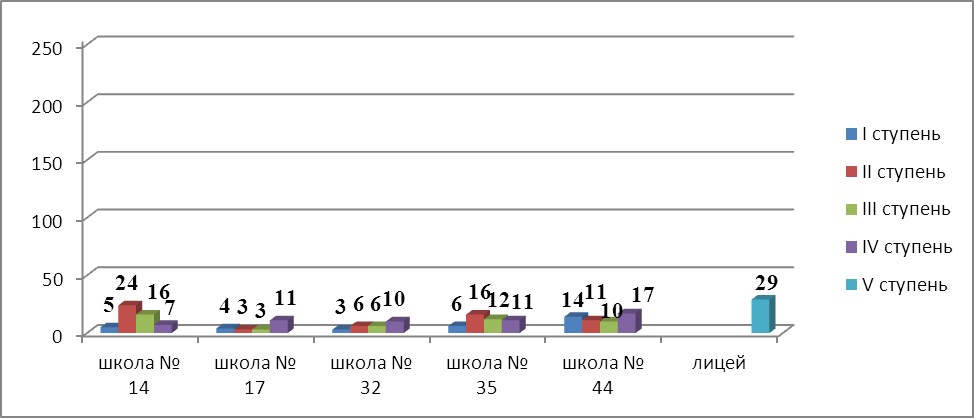 250
200
150
100
50
0
5 24 16 7
4 3 3 11
3 6 6 10
6 16 12 11
14 11 10 17
29
школа №
14
школа №
17
школа №
32
школа №
35
школа №
44
лицей
I ступень
II ступень
III ступень
IV ступень
V ступень